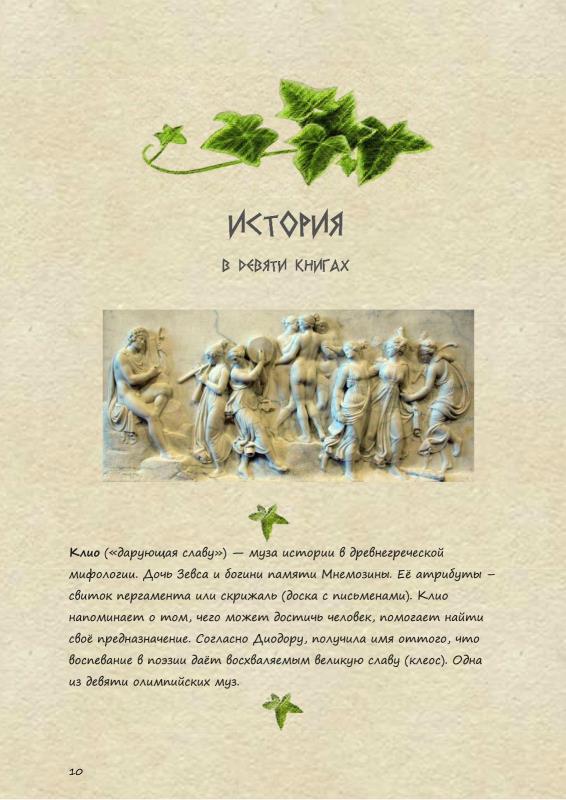 ИСТОРИЯ
В ДЕВЯТИ КНИГАХ
Клио («дарующая славу») — муза истории в древнегреческой
мифологии. Дочь Зевса и богини памяти Мнемозины. Её атрибуты –
свиток пергамента или скрижаль (доска с письменами). Клио
напоминает о том, чего может достичь человек, помогает найти
своё предназначение. Согласно Диодору, получила имя оттого, что
воспевание в поэзии даёт восхваляемым великую славу (клеос). Одна
из девяти олимпийских муз.
10